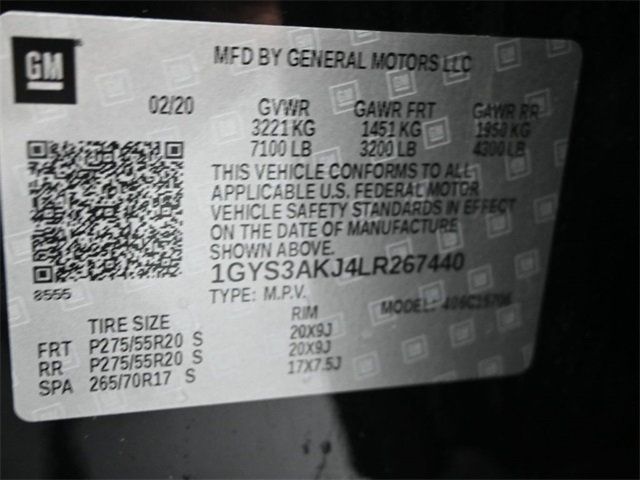 GM
MFD BY GENERAL MOTORS LLC
02/20 GVWR GAWR FRT GAWR RR
3221 KG 1451 KG 1950 KG
7100 LB 3200 LB 4300 LB
THIS VEHICLE CONFORMS TO ALL
APPLICABLE U.S. FEDERAL MOTOR
VEHICLE SAFETY STANDARDS IN EFFECT
ON THE DATE OF MANUFACTURE
SHOWN ABOVE.
8555
1GYS3AKJ4LR267440
TYPE: M.P.V. MODEL:
TIRE SIZE RIM
FRT P275/55R20 S 20X9J
RR P275/55R20 S 20X9J
SPA 265/70R17 S 17X7.5J